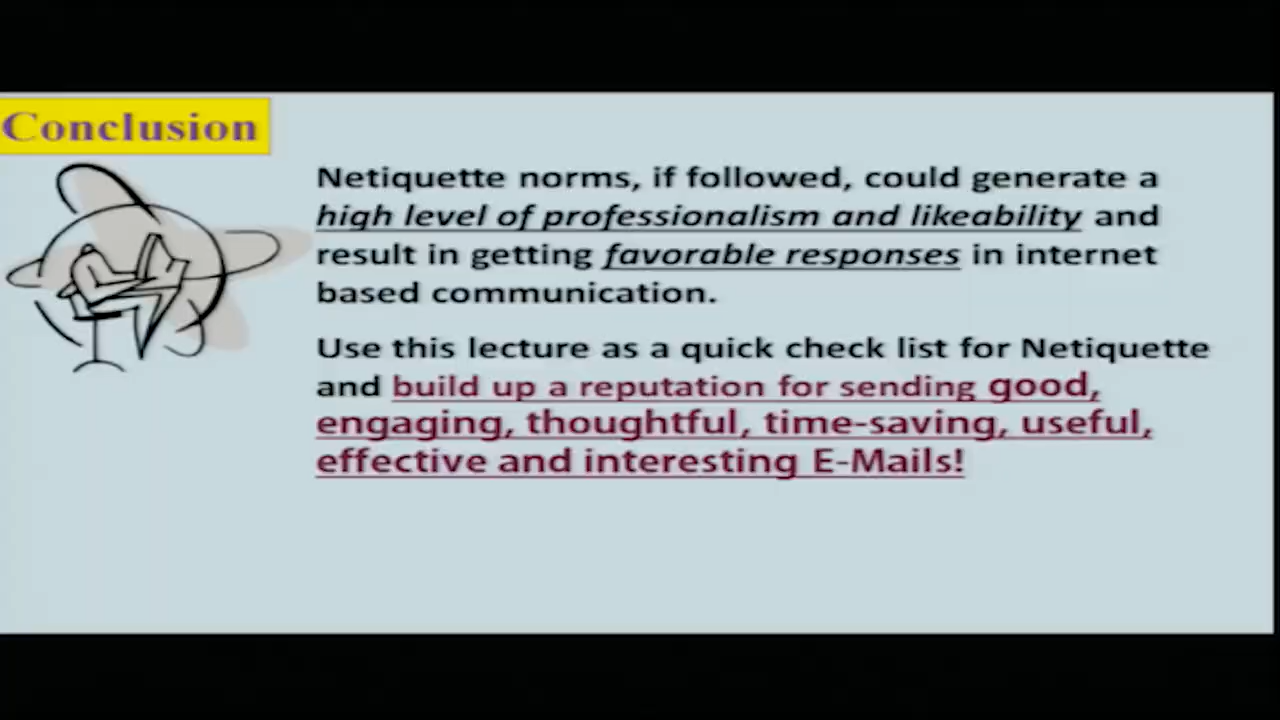 Conclusion
Netiquette norms, if followed, could generate a
high level of professionalism and likeability and
result in getting favorable responses in internet
based communication.
Use this lecture as a quick check list for Netiquette
and build up a reputation for sending good,
engaging, thoughtful, time-saving, useful,
effective and interesting E-Mails!